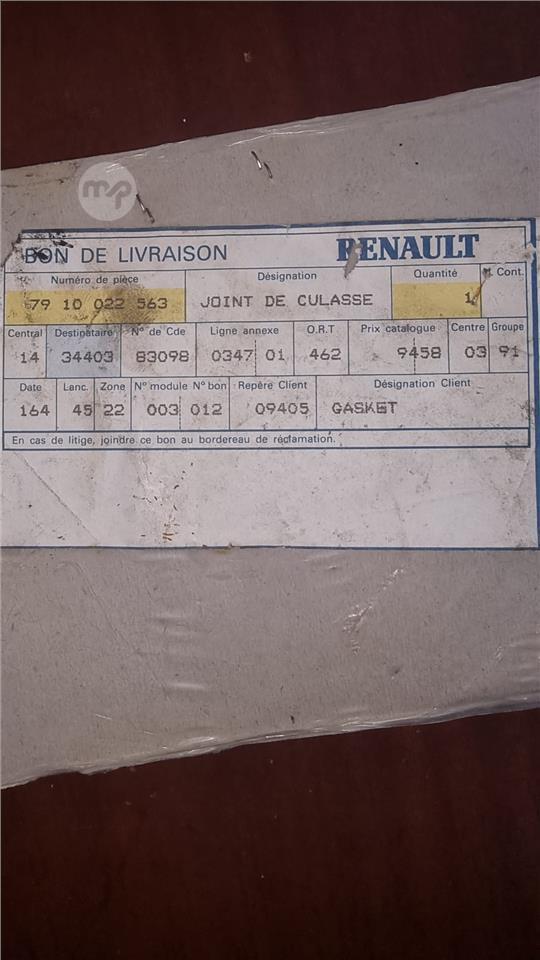 mp
BON DE LIVRAISON RENAULT
Numéro de pièce Désignation Quantité Cont.
79 10 022 563 JOINT DE CULASSE 1
Central Destinataire N° de Cde Ligne annexe O.R.T Prix catalogue Centre Groupe
14 34403 83098 0347 01 462 9458 03 91
Date Lanc. Zone N° module N° bon Repère Client Désignation Client
164 45 22 003 012 09405 GASKET
En cas de litige, joindre ce bon au bordereau de réclamation.